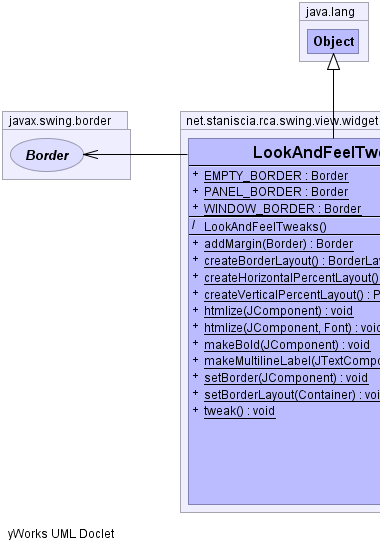 java.lang
Object
javax.swing.border
Border
net.staniscia.rca.swing.view.widget
LookAndFeelTwe
+ EMPTY_BORDER : Border
+ PANEL_BORDER : Border
+ WINDOW_BORDER : Border
/ LookAndFeelTweaks()
+ addMargin(Border) : Border
+ createBorderLayout() : BorderLay
+ createHorizontalPercentLayout()
+ createVerticalPercentLayout() : P
+ htmlize(JComponent) : void
+ htmlize(JComponent, Font) : void
+ makeBold(JComponent) : void
+ makeMultilineLabel(JTextCompo
+ setBorder(JComponent) : void
+ setBorderLayout(Container) : voi
+ tweak() : void
yWorks UML Doclet